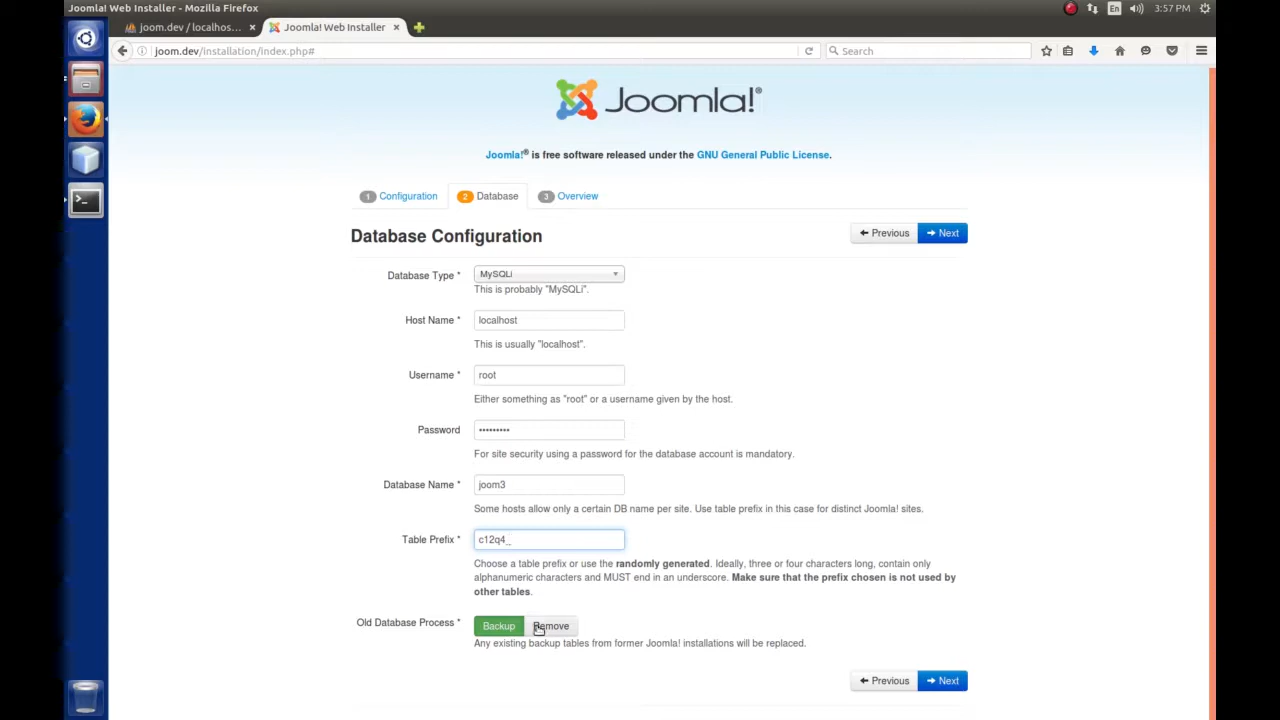 Joomla! Web Installer - Mozilla Firefox
En
3:57 PM
joom.dev / localhos...
Joomla! Web Installer
joom.dev/installation/index.php#
Search
Joomla!®
Joomla!® is free software released under the GNU General Public License.
1 Configuration
2 Database
3 Overview
Database Configuration
Previous
Next
Database Type *
MySQLi
This is probably "MySQLi".
Host Name *
localhost
This is usually "localhost".
Username *
root
Either something as "root" or a username given by the host.
Password
•••••••••
For site security using a password for the database account is mandatory.
Database Name *
joom3
Some hosts allow only a certain DB name per site. Use table prefix in this case for distinct Joomla! sites.
Table Prefix *
c12q4_
Choose a table prefix or use the randomly generated. Ideally, three or four characters long, contain only
alphanumeric characters and MUST end in an underscore. Make sure that the prefix chosen is not used by
other tables.
Old Database Process *
Backup
Remove
Any existing backup tables from former Joomla! installations will be replaced.
Previous
Next